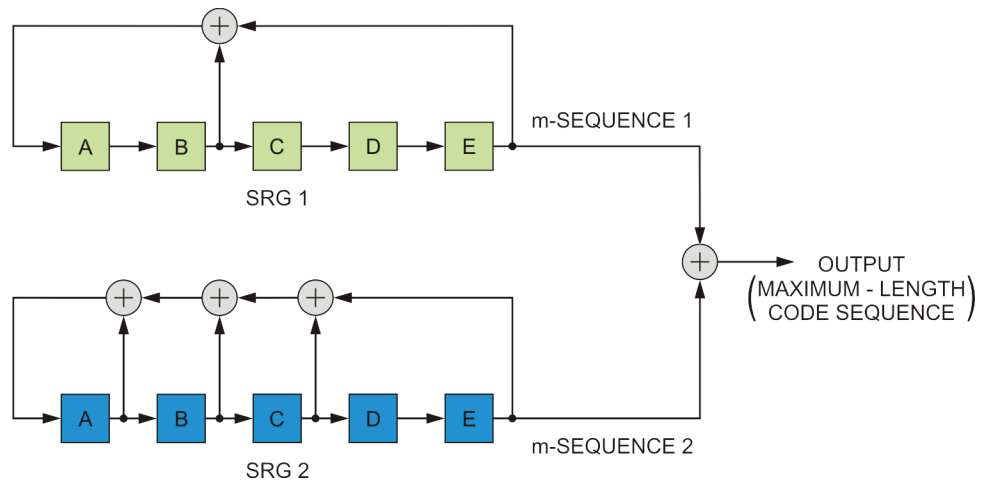 A B C D E
m-SEQUENCE 1
SRG 1
OUTPUT
(MAXIMUM - LENGTH)
CODE SEQUENCE
A B C D E
m-SEQUENCE 2
SRG 2